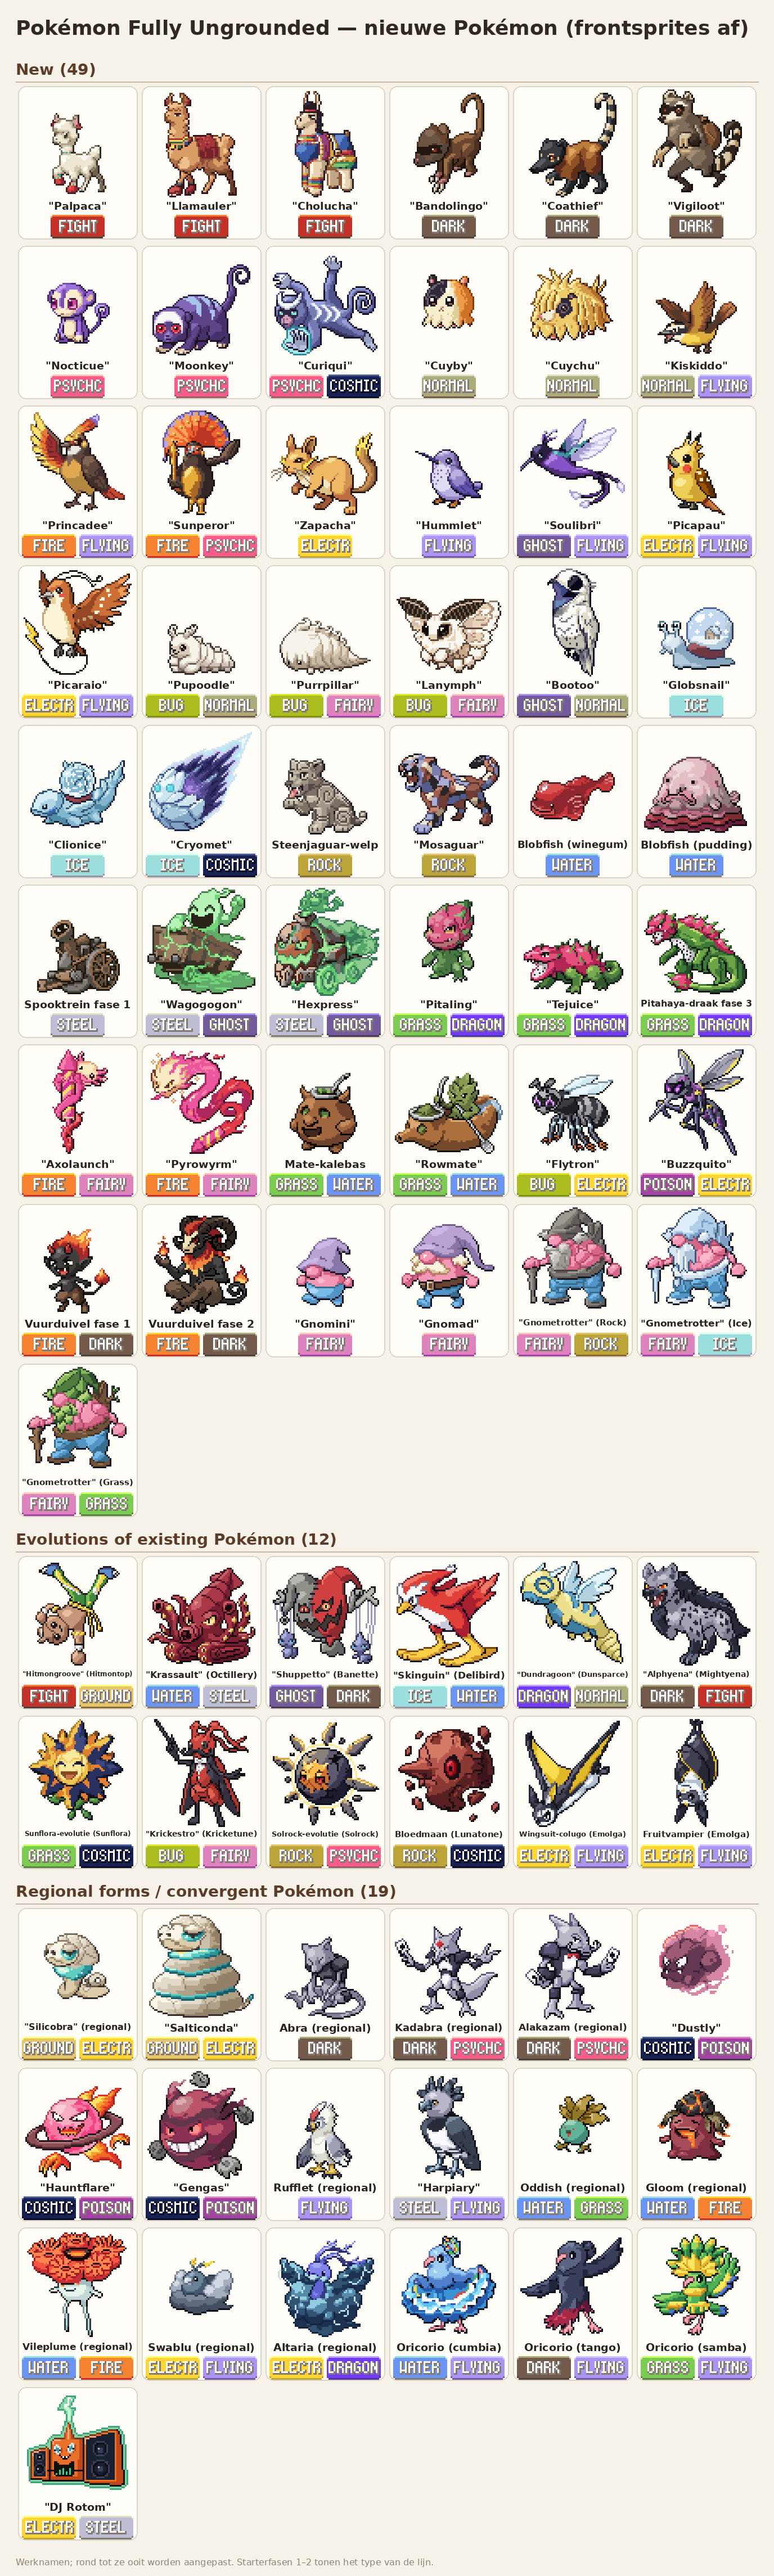 Pokémon Fully Ungrounded — nieuwe Pokémon (frontsprites af)
New (49)
"Palpaca" "Llamauler" "Cholucha" "Bandolingo" "Coathief" "Vigiloot"
FIGHT FIGHT FIGHT DARK DARK DARK
"Nocticue" "Moonkey" "Curiqui" "Cuyby" "Cuychu" "Kiskiddo"
PSYCHC PSYCHC PSYCHC COSMIC NORMAL NORMAL NORMAL FLYING
"Princadee" "Sunperor" "Zapacha" "Hummlet" "Soulibri" "Picapau"
FIRE FLYING FIRE PSYCHC ELECTR FLYING GHOST FLYING ELECTR FLYING
"Picaraio" "Pupoodle" "Purrpillar" "Lanymph" "Bootoo" "Globsnail"
ELECTR FLYING BUG NORMAL BUG FAIRY BUG FAIRY GHOST NORMAL ICE
"Clionice" "Cryomet" Steenjaguar-welp "Mosaguar" Blobfish (winegum) Blobfish (pudding)
ICE ICE COSMIC ROCK ROCK WATER WATER
Spooktrein fase 1 "Wagogogon" "Hexpress" "Pitaling" "Tejuice" Pitahaya-draak fase 3
STEEL STEEL GHOST STEEL GHOST GRASS DRAGON GRASS DRAGON GRASS DRAGON
"Axolaunch" "Pyrowyrm" Mate-kalebas "Rowmate" "Flytron" "Buzzquito"
FIRE FAIRY FIRE FAIRY GRASS WATER GRASS WATER BUG ELECTR POISON ELECTR
Vuurduivel fase 1 Vuurduivel fase 2 "Gnomini" "Gnomad" "Gnometrotter" (Rock) "Gnometrotter" (Ice)
FIRE DARK FIRE DARK FAIRY FAIRY FAIRY ROCK FAIRY ICE
"Gnometrotter" (Grass)
FAIRY GRASS
Evolutions of existing Pokémon (12)
"Hitmongroove" (Hitmontop) "Krassault" (Octillery) "Shuppetto" (Banette) "Skinguin" (Delibird) "Dundragoon" (Dunsparce) "Alphyena" (Mightyena)
FIGHT GROUND WATER STEEL GHOST DARK ICE WATER DRAGON NORMAL DARK FIGHT
Sunflora-evolutie (Sunflora) "Krickestro" (Kricketune) Solrock-evolutie (Solrock) Bloedmaan (Lunatone) Wingsuit-colugo (Emolga) Fruitvampier (Emolga)
GRASS COSMIC BUG FAIRY ROCK PSYCHC ROCK COSMIC ELECTR FLYING ELECTR FLYING
Regional forms / convergent Pokémon (19)
"Silicobra" (regional) "Salticonda" Abra (regional) Kadabra (regional) Alakazam (regional) "Dustly"
GROUND ELECTR GROUND ELECTR DARK DARK PSYCHC DARK PSYCHC COSMIC POISON
"Hauntflare" "Gengas" Rufflet (regional) "Harpiary" Oddish (regional) Gloom (regional)
COSMIC POISON COSMIC POISON FLYING STEEL FLYING WATER GRASS WATER FIRE
Vileplume (regional) Swablu (regional) Altaria (regional) Oricorio (cumbia) Oricorio (tango) Oricorio (samba)
WATER FIRE ELECTR FLYING ELECTR DRAGON WATER FLYING DARK FLYING GRASS FLYING
"DJ Rotom"
ELECTR STEEL
Werknamen; rond tot ze ooit worden aangepast. Starterfasen 1–2 tonen het type van de lijn.